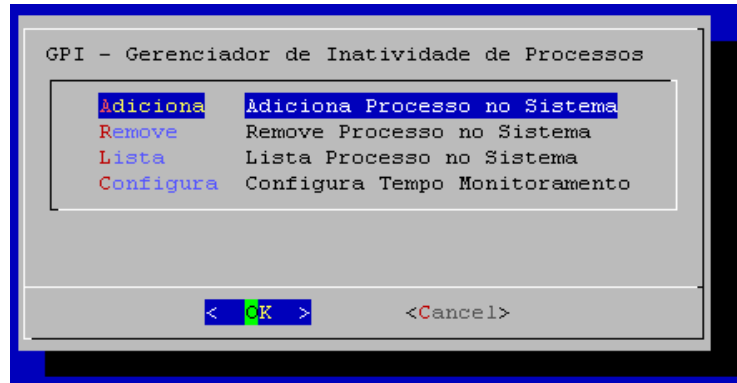 GPI - Gerenciador de Inatividade de Processos
Adiciona Adiciona Processo no Sistema
Remove Remove Processo no Sistema
Lista Lista Processo no Sistema
Configura Configura Tempo Monitoramento
< OK > <Cancel>